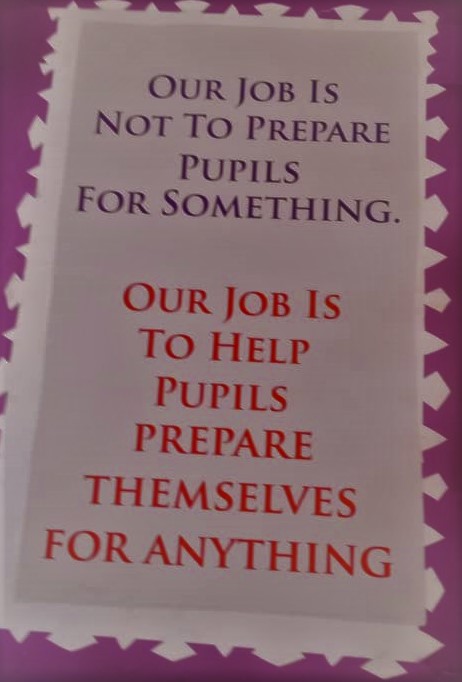 Our Job Is
Not To Prepare
Pupils
For Something.
Our Job Is
To Help
Pupils
prepare
themselves
for anything